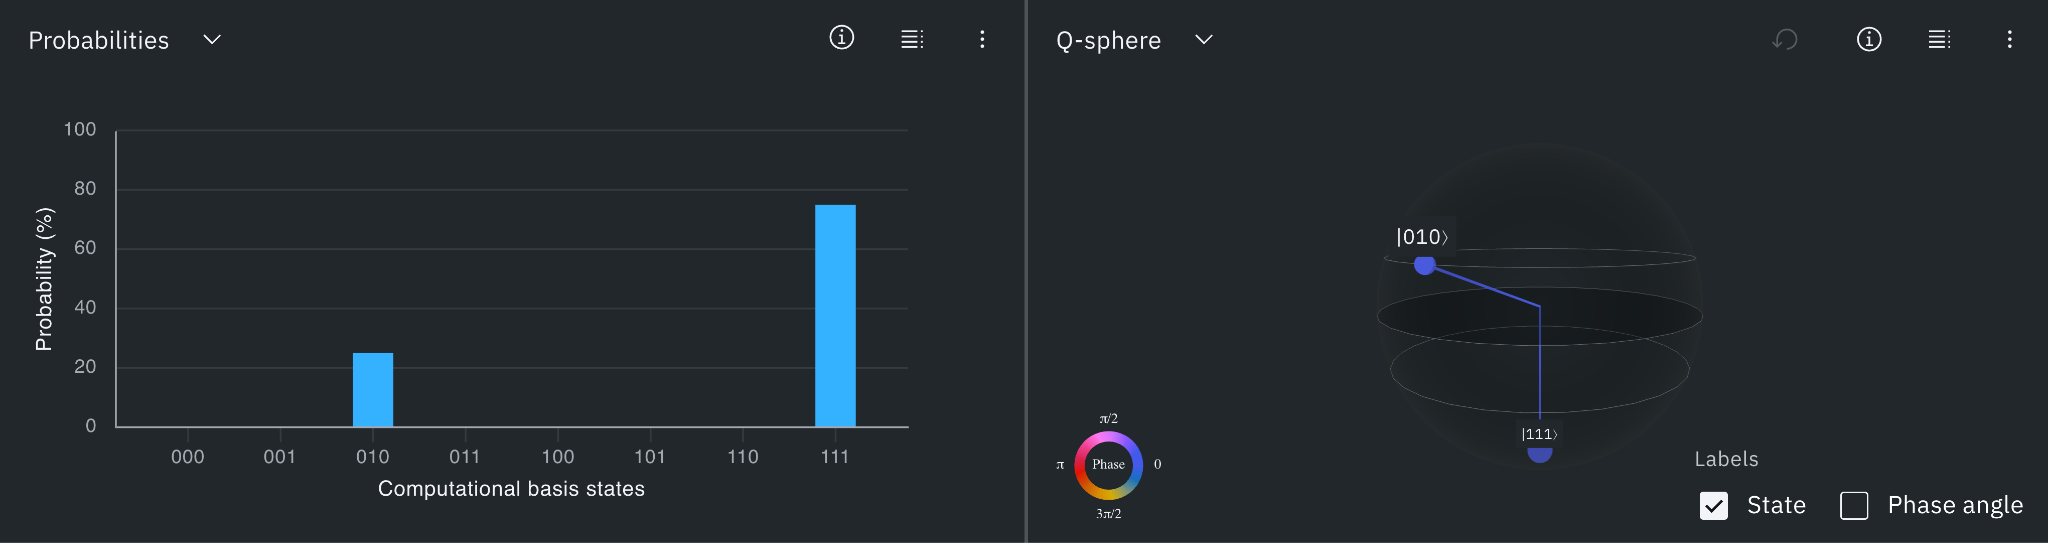 Probabilities
100
80
60
40
20
0
Probability (%)
000 001 010 011 100 101 110 111
Computational basis states
Q-sphere
|010⟩
|111⟩
π/2
π Phase 0
3π/2
Labels
State Phase angle